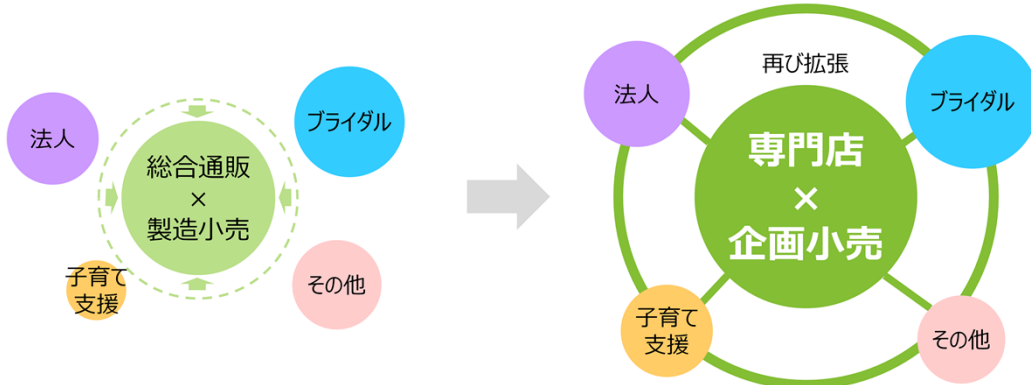 法人
ブライダル
総合通販
×
製造小売
子育て
支援
その他
再び拡張
法人
ブライダル
専門店
×
企画小売
子育て
支援
その他